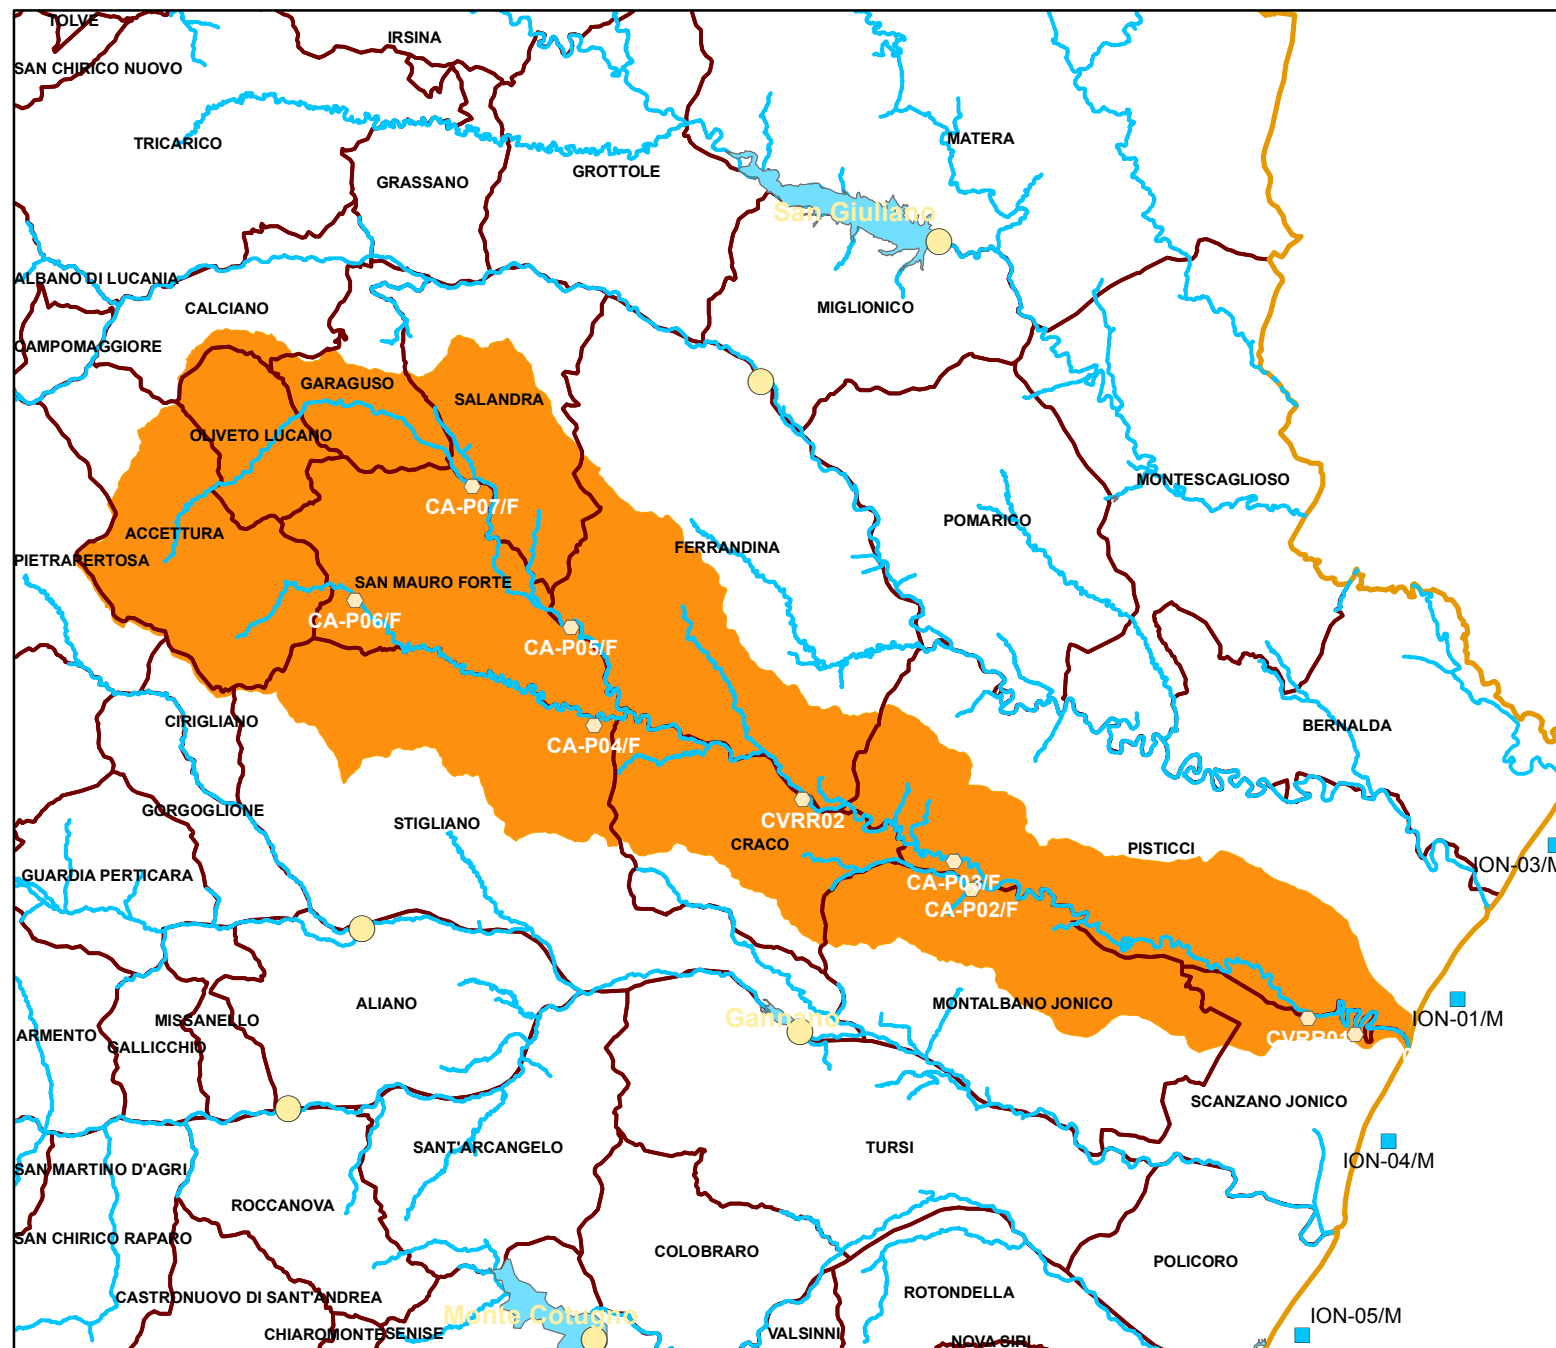 TOLVE
IRSINA
SAN CHIRICO NUOVO
TRICARICO
MATERA
GROTTOLE
GRASSANO
San Giuliano
ALBANO DI LUCANIA
CALCIANO
MIGLIONICO
CAMPOMAGGIORE
GARAGUSO
SALANDRA
OLIVETO LUCANO
MONTESCAGLIOSO
CA-P07/F
POMARICO
ACCETTURA
FERRANDINA
PIETRAPERTOSA
SAN MAURO FORTE
CA-P06/F
CA-P05/F
CIRIGLIANO
BERNALDA
CA-P04/F
GORGOGLIONE
STIGLIANO
CVRR02
CRACO
PISTICCI
ION-03/M
GUARDIA PERTICARA
CA-P03/F
CA-P02/F
ALIANO
MONTALBANO JONICO
Gannano
MISSANELLO
ION-01/M
ARMENTO
GALLICCHIO
CVRR01
SCANZANO JONICO
SANT'ARCANGELO
TURSI
ION-04/M
SAN MARTINO D'AGRI
ROCCANOVA
SAN CHIRICO RAPARO
COLOBRARO
POLICORO
ROTONDELLA
CASTRONUOVO DI SANT'ANDREA
Monte Cotugno
ION-05/M
CHIAROMONTE
SENISE
VALSINNI
NOVA SIRI